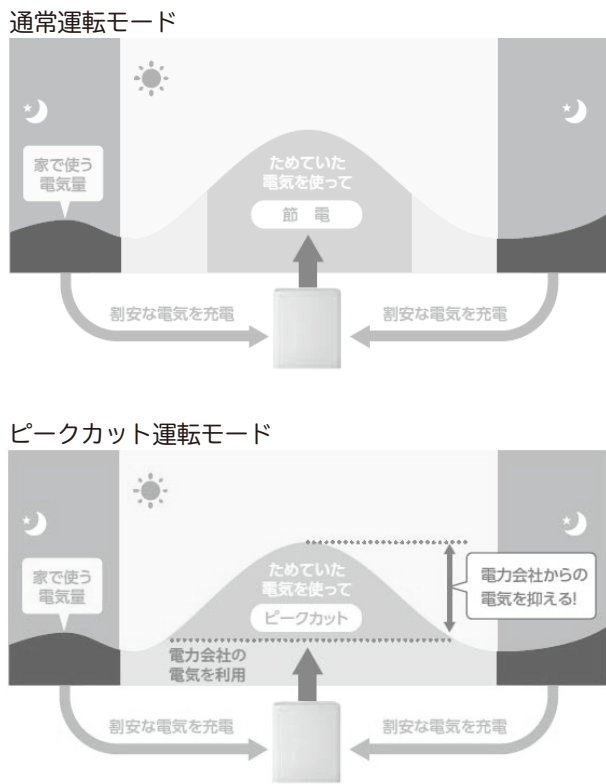 通常運転モード
家で使う
電気量
ためていた
電気を使って
節 電
割安な電気を充電
割安な電気を充電
ピークカット運転モード
家で使う
電気量
ためていた
電気を使って
ピークカット
電力会社からの
電気を抑える!
電力会社の
電気を利用
割安な電気を充電
割安な電気を充電